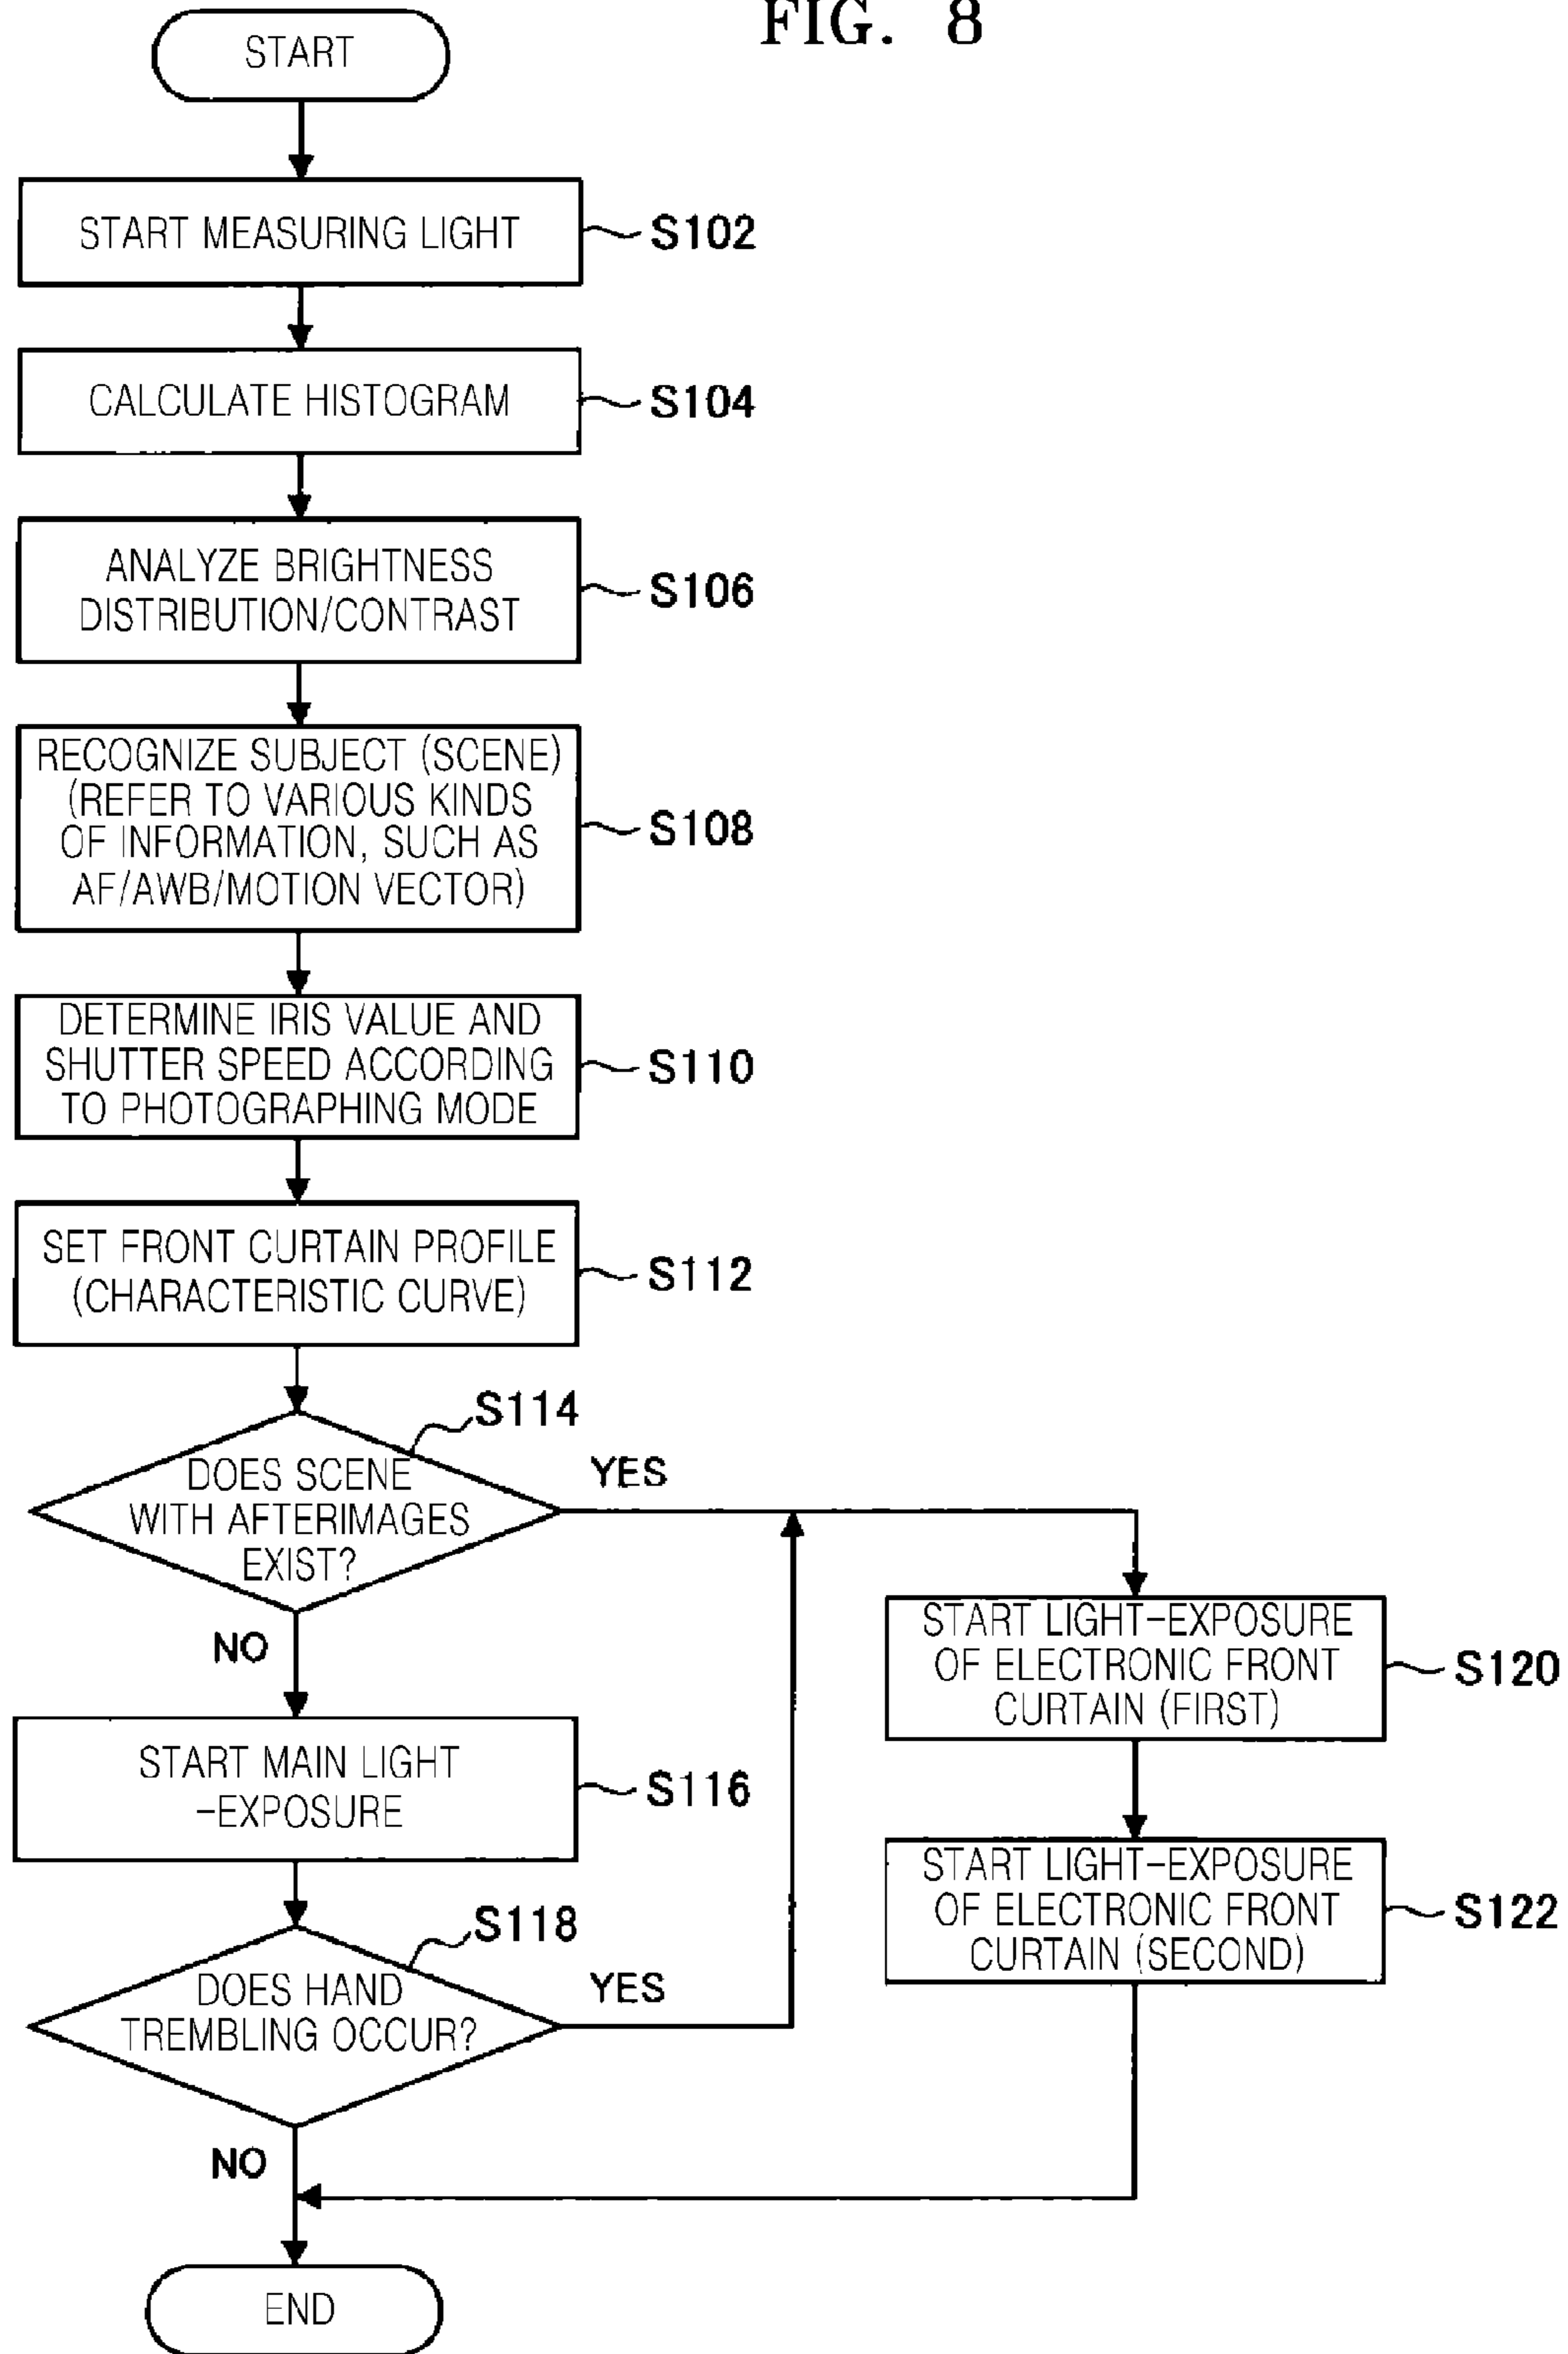 FIG. 8
START
START MEASURING LIGHT
S102
CALCULATE HISTOGRAM
S104
ANALYZE BRIGHTNESS
DISTRIBUTION/CONTRAST
S106
RECOGNIZE SUBJECT (SCENE)
(REFER TO VARIOUS KINDS
OF INFORMATION, SUCH AS
AF/AWB/MOTION VECTOR)
S108
DETERMINE IRIS VALUE AND
SHUTTER SPEED ACCORDING
TO PHOTOGRAPHING MODE
S110
SET FRONT CURTAIN PROFILE
(CHARACTERISTIC CURVE)
S112
S114
DOES SCENE
WITH AFTERIMAGES
EXIST?
YES
NO
START MAIN LIGHT
-EXPOSURE
S116
S118
DOES HAND
TREMBLING OCCUR?
YES
NO
START LIGHT-EXPOSURE
OF ELECTRONIC FRONT
CURTAIN (FIRST)
S120
START LIGHT-EXPOSURE
OF ELECTRONIC FRONT
CURTAIN (SECOND)
S122
END